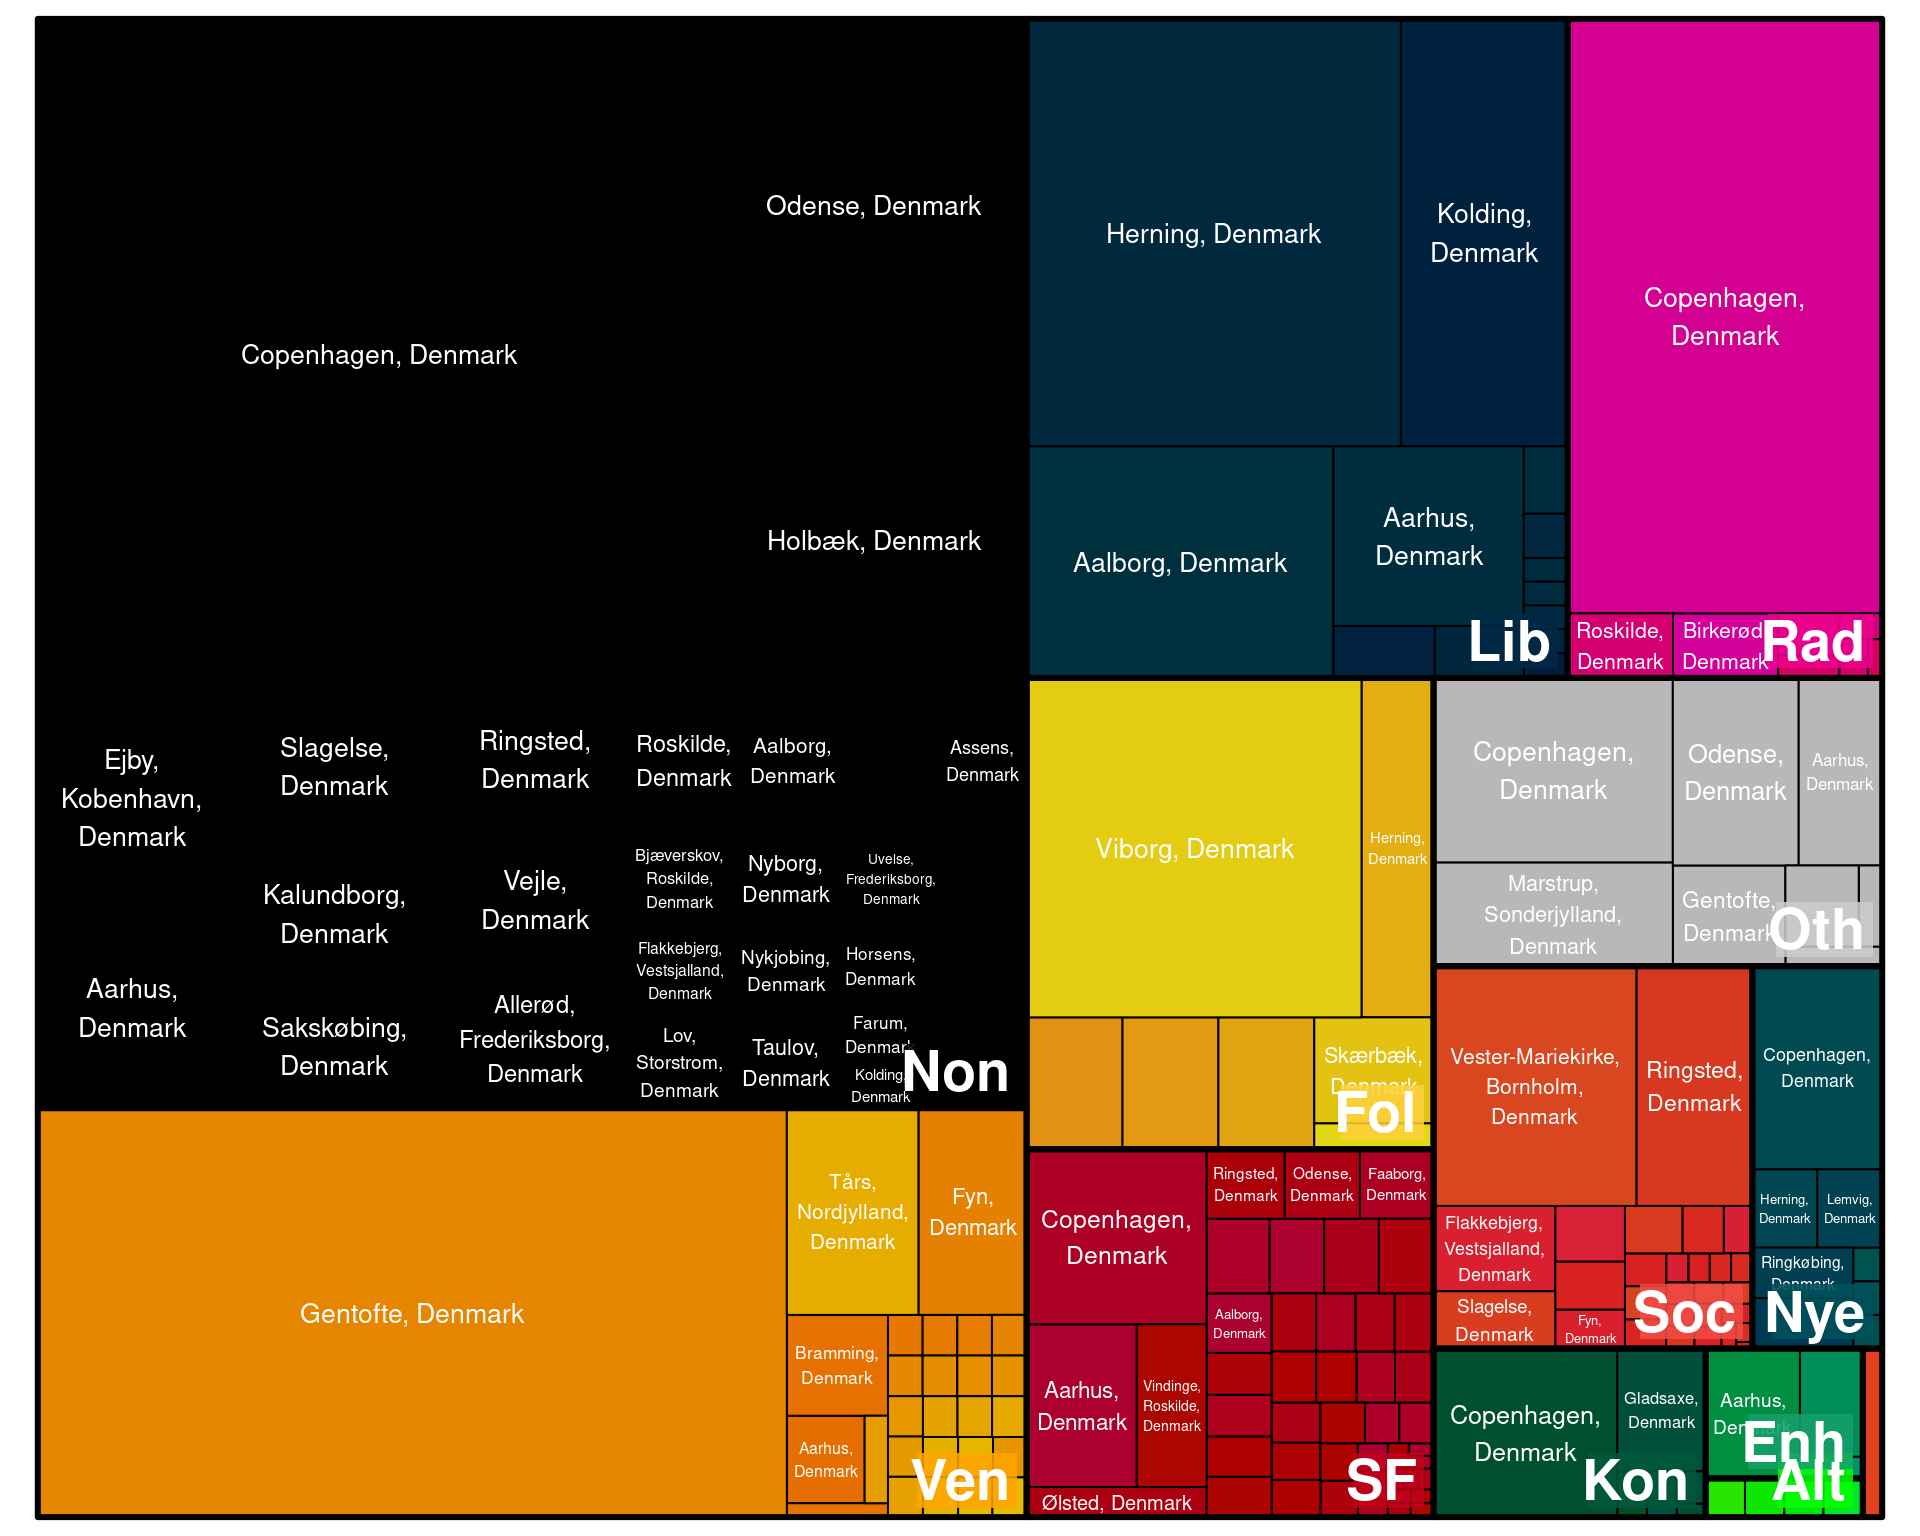 Copenhagen, Denmark
Odense, Denmark
Holbæk, Denmark
Ejby,
Kobenhavn,
Denmark
Aarhus,
Denmark
Slagelse,
Denmark
Kalundborg,
Denmark
Sakskøbing,
Denmark
Ringsted,
Denmark
Vejle,
Denmark
Allerød,
Frederiksborg,
Denmark
Roskilde,
Denmark
Bjæverskov,
Roskilde,
Denmark
Flakkebjerg,
Vestsjalland,
Denmark
Lov,
Storstrom,
Denmark
Aalborg,
Denmark
Nyborg,
Denmark
Nykjobing,
Denmark
Taulov,
Denmark
Assens,
Denmark
Uvelse,
Frederiksborg,
Denmark
Horsens,
Denmark
Farum,
Denmark
Kolding,
Denmark
Non
Gentofte, Denmark
Tårs,
Nordjylland,
Denmark
Fyn,
Denmark
Bramming,
Denmark
Aarhus,
Denmark
Ven
Herning, Denmark
Kolding,
Denmark
Aalborg, Denmark
Aarhus,
Denmark
Lib
Copenhagen,
Denmark
Roskilde,
Denmark
Birkerød
Denmark
Rad
Viborg, Denmark
Herning,
Denmark
Skærbæk,
Denmark
Fol
Copenhagen,
Denmark
Odense,
Denmark
Aarhus,
Denmark
Marstrup,
Sonderjylland,
Denmark
Gentofte,
Denmark
Oth
Copenhagen,
Denmark
Ringsted,
Denmark
Odense,
Denmark
Faaborg,
Denmark
Aalborg,
Denmark
Aarhus,
Denmark
Vindinge,
Roskilde,
Denmark
Ølsted, Denmark
SF
Vester-Mariekirke,
Bornholm,
Denmark
Ringsted,
Denmark
Flakkebjerg,
Vestsjalland,
Denmark
Slagelse,
Denmark
Fyn,
Denmark
Soc
Copenhagen,
Denmark
Herning,
Denmark
Lemvig,
Denmark
Ringkøbing,
Denmark
Nye
Copenhagen,
Denmark
Gladsaxe,
Denmark
Kon
Aarhus,
Denmark
Enh
Alt